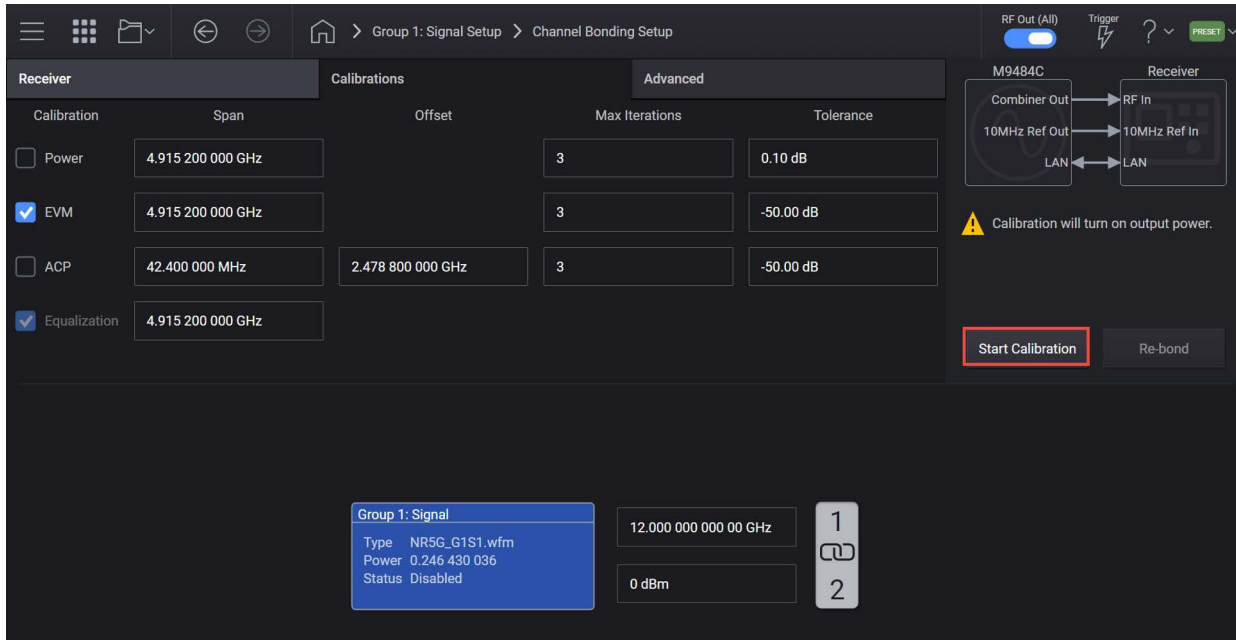 Group 1: Signal Setup > Channel Bonding Setup
RF Out (All)
Trigger
?
PRESET
Receiver
Calibrations
Advanced
Calibration Span Offset Max Iterations Tolerance
Power 4.915 200 000 GHz 3 0.10 dB
EVM 4.915 200 000 GHz 3 -50.00 dB
ACP 42.400 000 MHz 2.478 800 000 GHz 3 -50.00 dB
Equalization 4.915 200 000 GHz
M9484C Receiver
Combiner Out RF In
10MHz Ref Out 10MHz Ref In
LAN LAN
Calibration will turn on output power.
Start Calibration Re-bond
Group 1: Signal
Type NR5G_G1S1.wfm
Power 0.246 430 036
Status Disabled
12.000 000 000 00 GHz
0 dBm
1
2